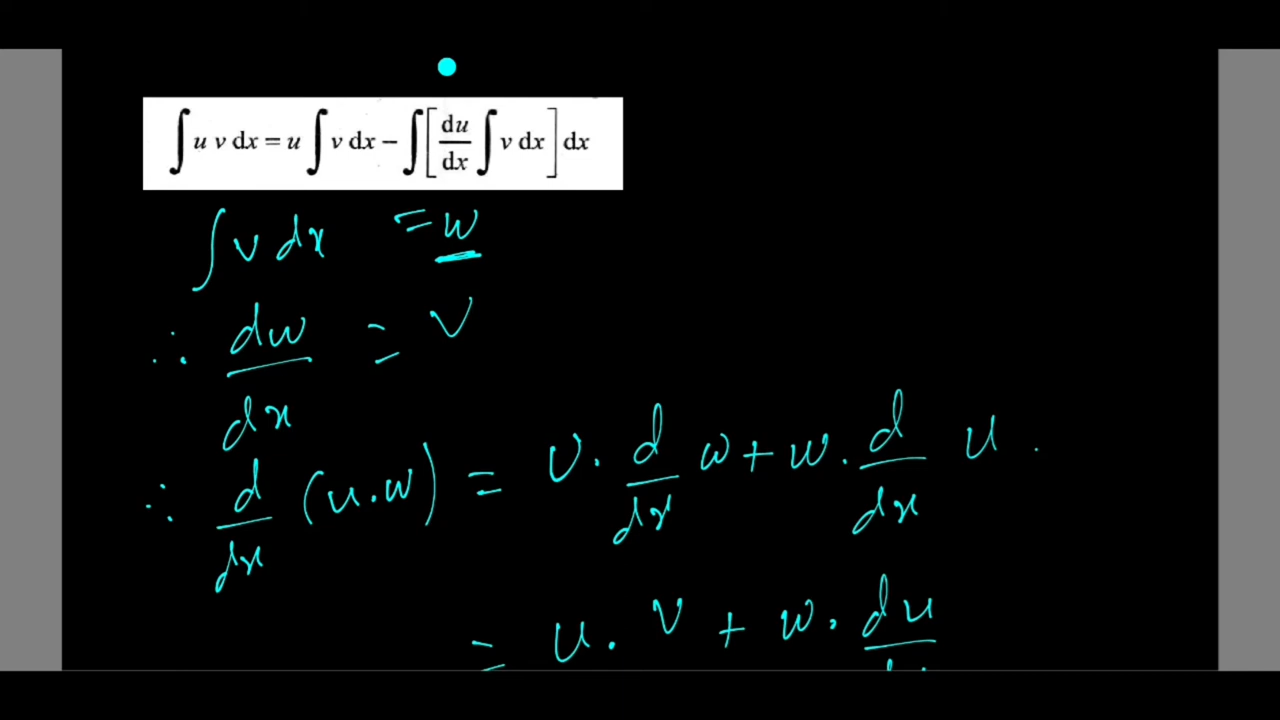 ∫ u v dx = u ∫ v dx − ∫ [ du/dx ∫ v dx ] dx
∫ v dx = w
∴ dw/dx = v
∴ d/dx (u.w) = u. d/dx w + w. d/dx u .
= u. v + w. du